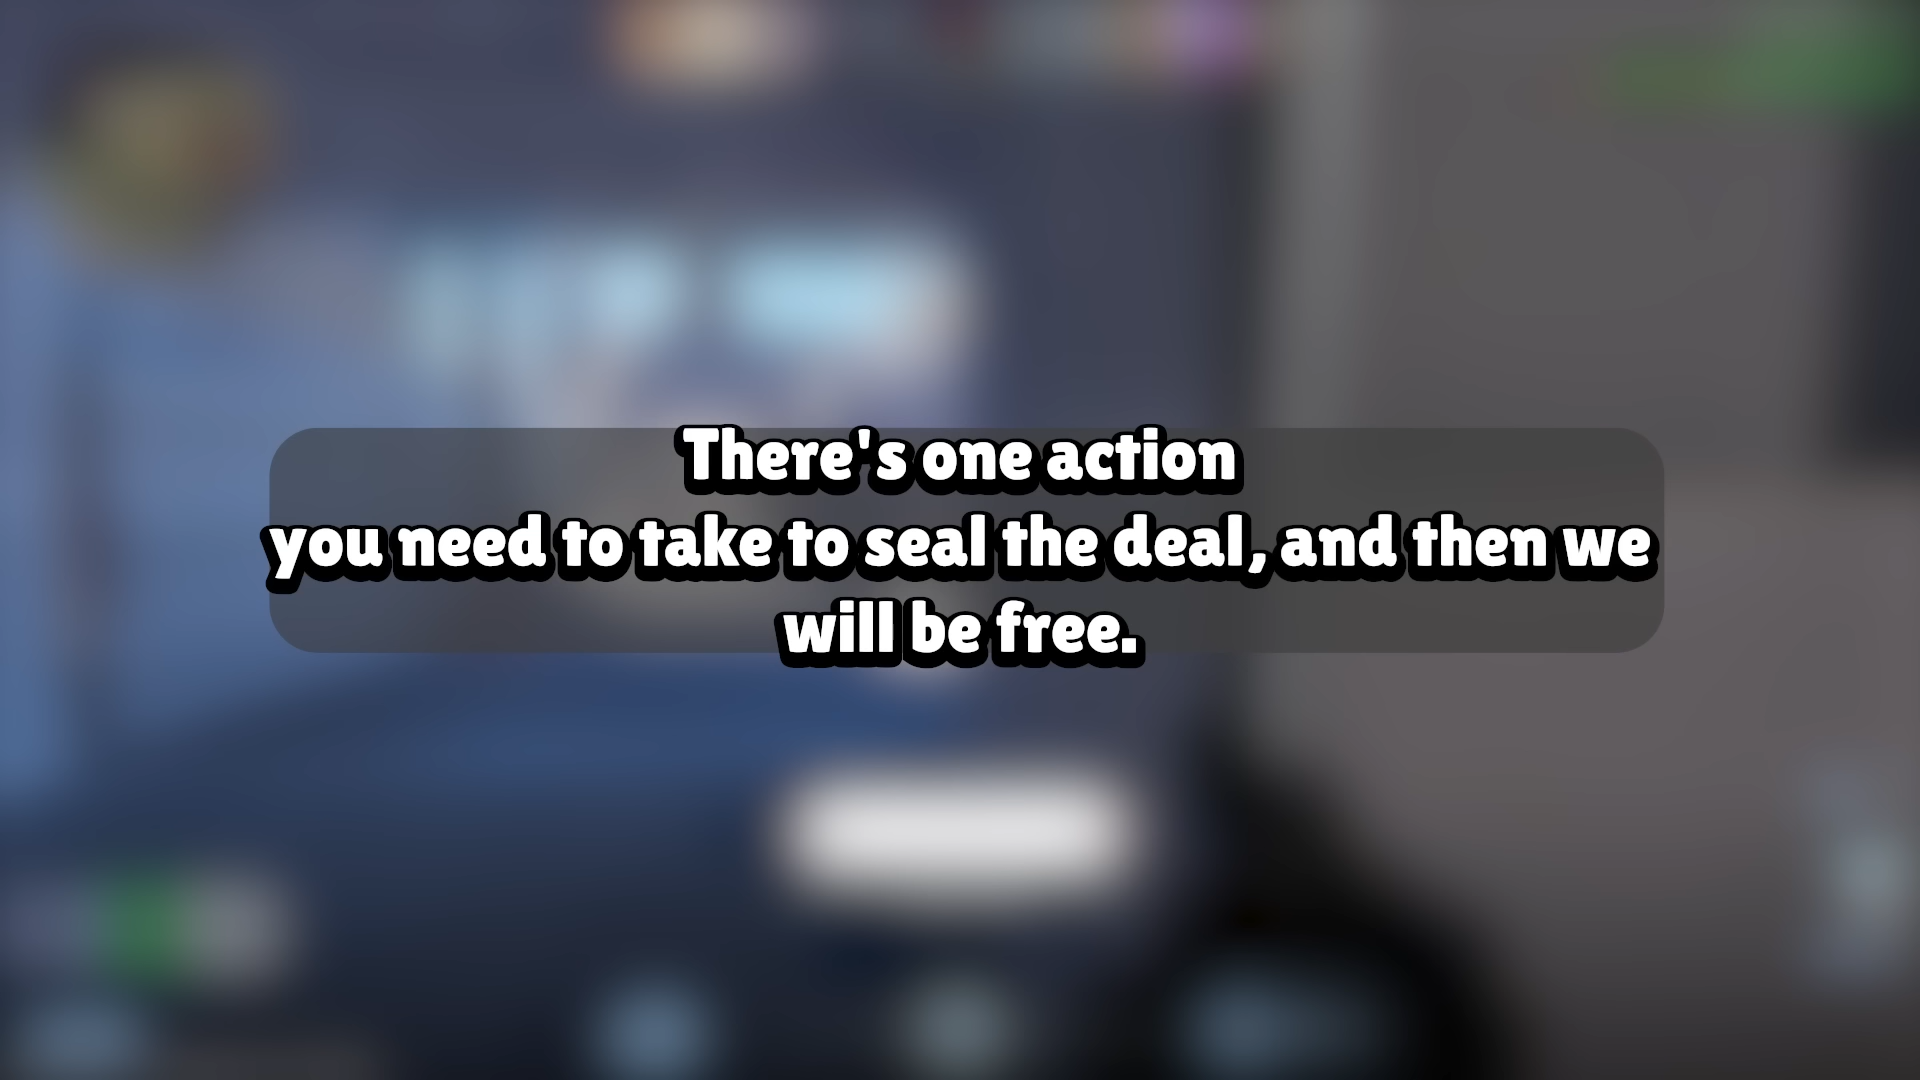 There's one action
you need to take to seal the deal, and then we
will be free.